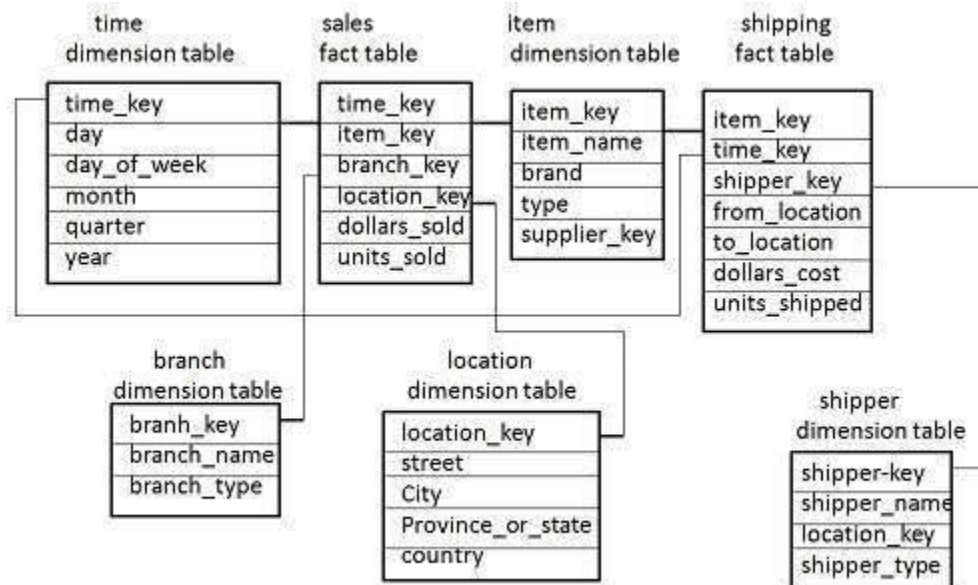 time
dimension table
time_key
day
day_of_week
month
quarter
year
sales
fact table
time_key
item_key
branch_key
location_key
dollars_sold
units_sold
item
dimension table
item_key
item_name
brand
type
supplier_key
shipping
fact table
item_key
time_key
shipper_key
from_location
to_location
dollars_cost
units_shipped
branch
dimension table
branh_key
branch_name
branch_type
location
dimension table
location_key
street
City
Province_or_state
country
shipper
dimension table
shipper-key
shipper_name
location_key
shipper_type